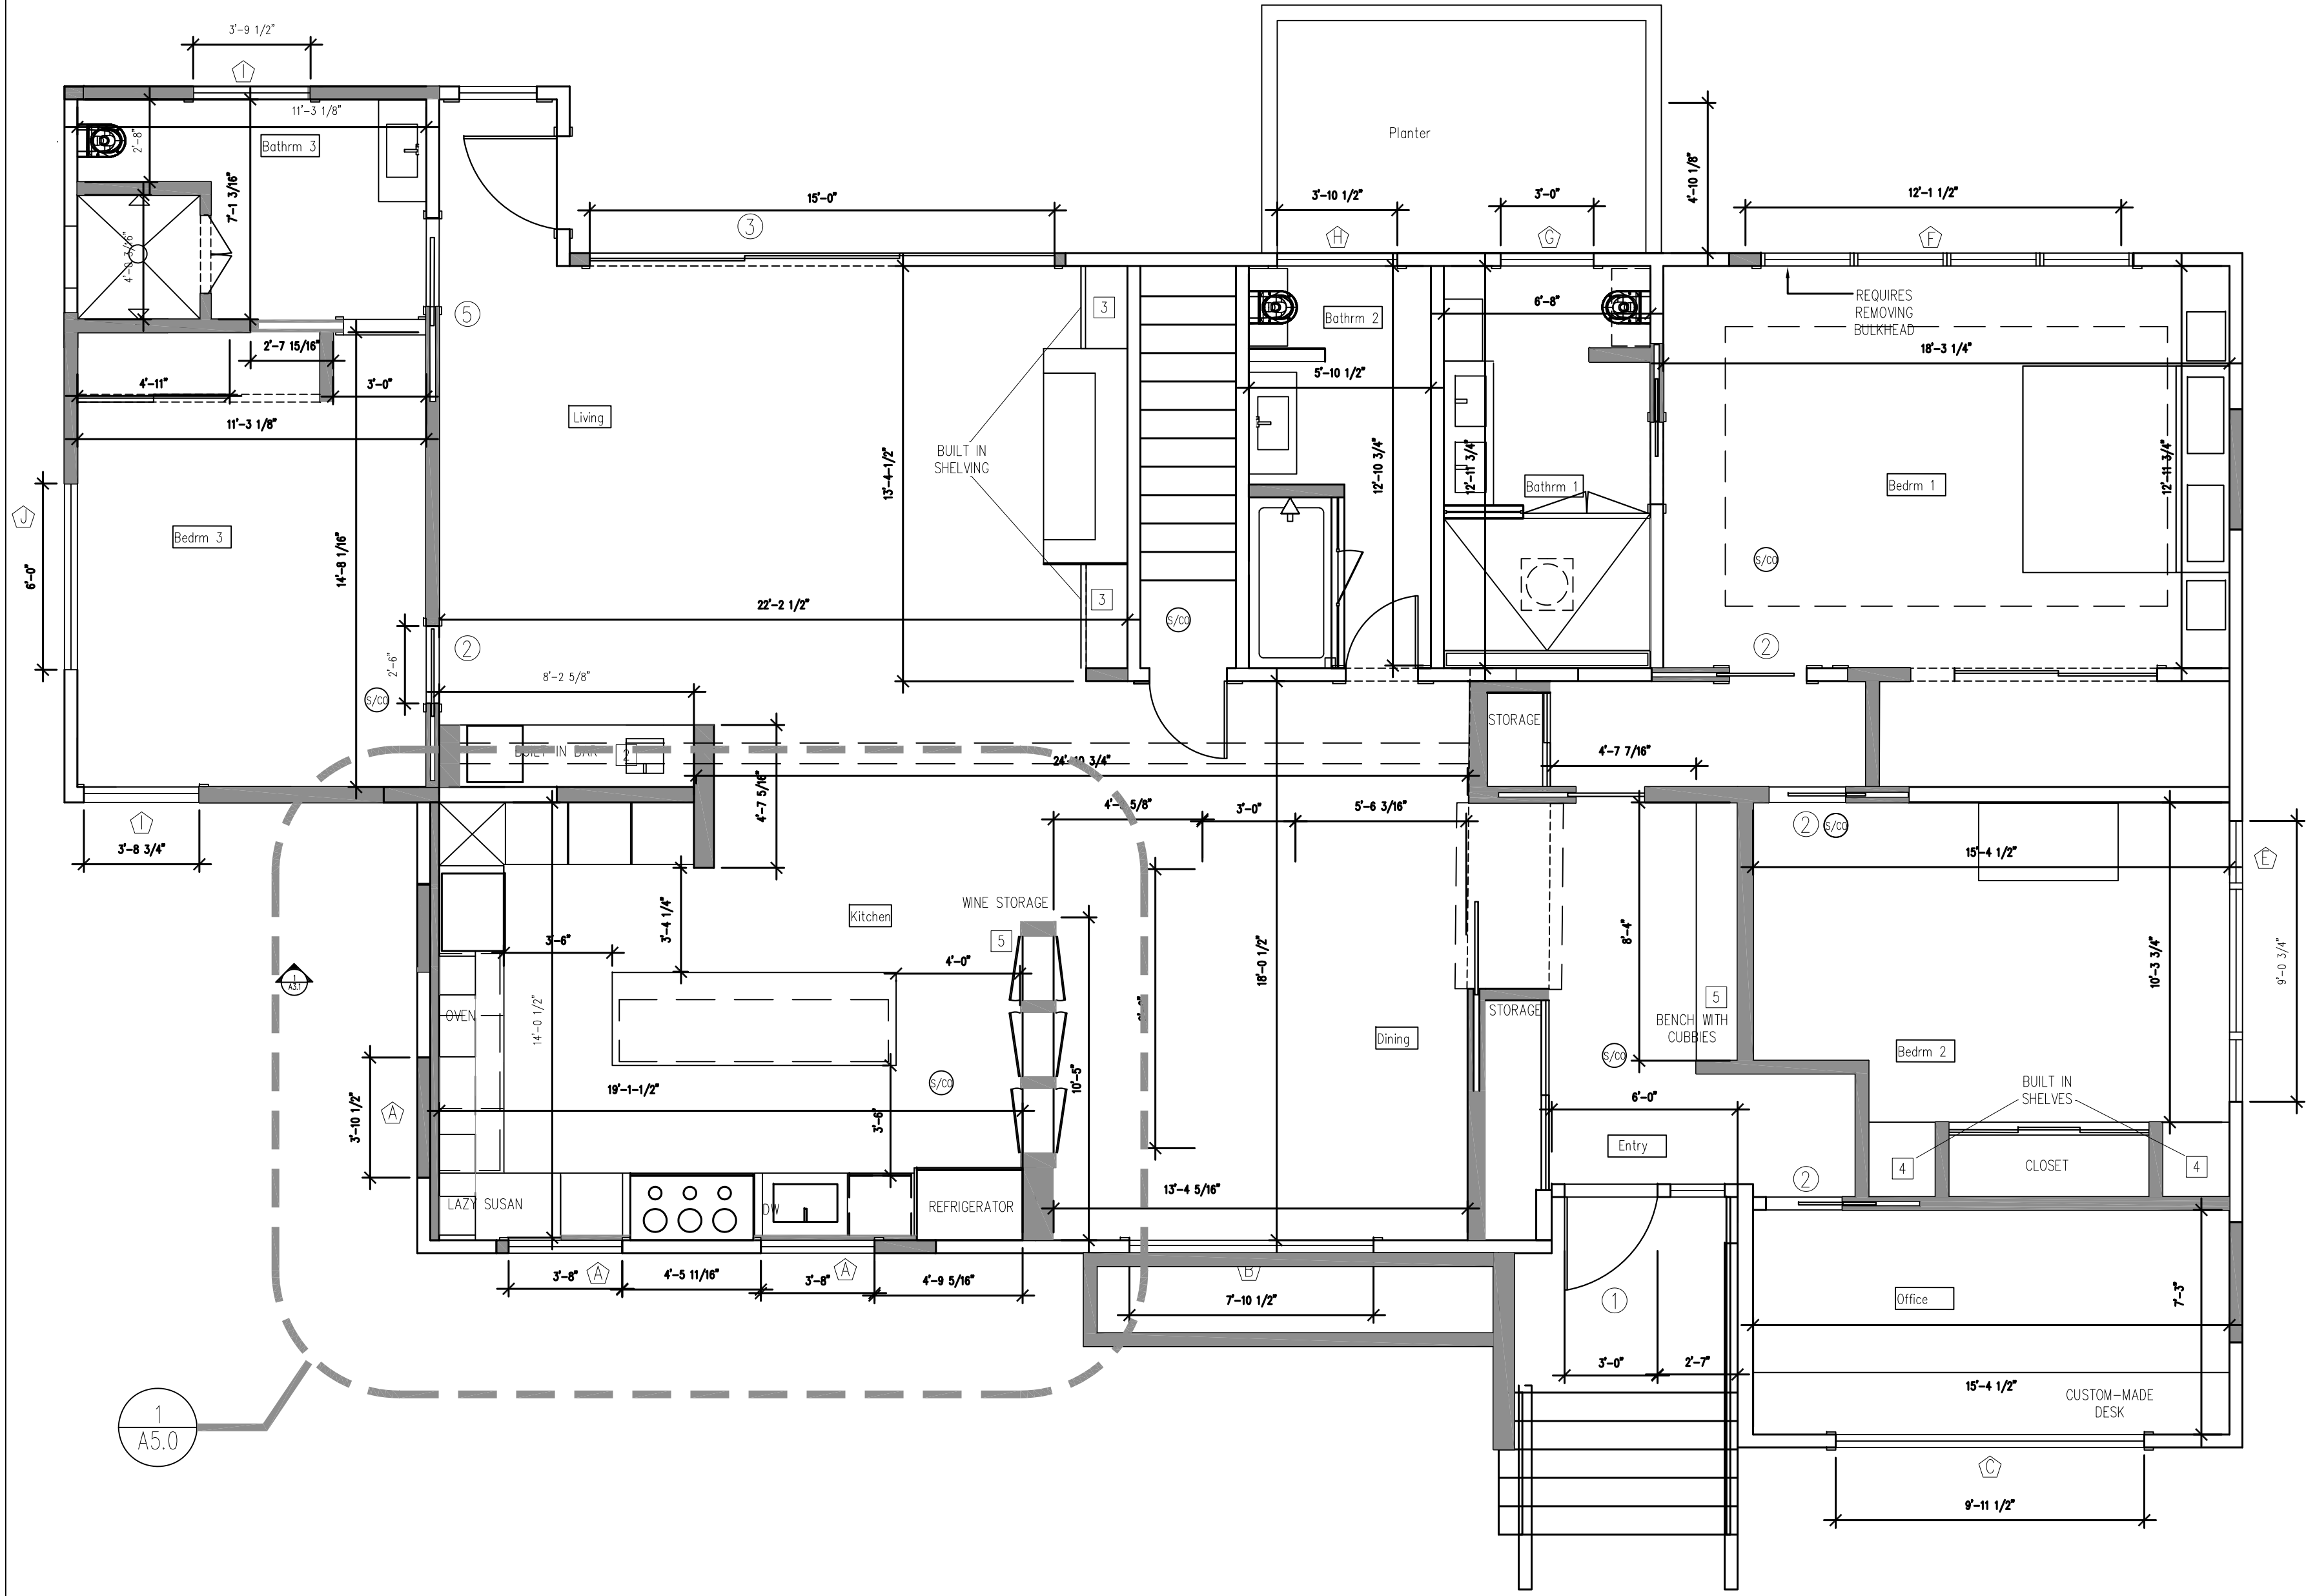 3'-9 1/2"
I
11'-3 1/8"
2'-8"
Bathrm 3
7'-1 3/16"
4'-0 3/16"
Planter
4'-10 1/8"
15'-0"
3
3'-10 1/2"
3'-0"
12'-1 1/2"
H
G
F
5
3
6'-8"
Bathrm 2
REQUIRES
REMOVING
BULKHEAD
2'-7 15/16"
18'-3 1/4"
4'-11"
3'-0"
5'-10 1/2"
11'-3 1/8"
Living
BUILT IN
SHELVING
13'-4-1/2"
12'-10 3/4"
12'-11 3/4"
12'-11 3/4"
Bathrm 1
Bedrm 1
J
Bedrm 3
6'-0"
14'-8 1/16"
S/CO
22'-2 1/2"
3
S/CO
2
2
2'-6"
8'-2 5/8"
S/CO
STORAGE
BUILT IN BAR
2
24'-10 3/4"
4'-7 7/16"
4'-7 5/16"
5/8"
3'-0"
5'-6 3/16"
I
3'-8 3/4"
2
S/CO
15'-4 1/2"
E
WINE STORAGE
Kitchen
3'-4 1/4"
5
3'-6"
4'-0"
18'-0 1/2"
8'-4"
10'-3 3/4"
9'-0 3/4"
1
A3.1
OVEN
14'-0 1/2"
5
STORAGE
BENCH WITH
CUBBIES
Dining
S/CO
Bedrm 2
S/CO
19'-1-1/2"
10'-5"
3'-10 1/2"
A
3'-6"
BUILT IN
SHELVES
6'-0"
Entry
4
CLOSET
4
2
13'-4 5/16"
LAZY SUSAN
DW
REFRIGERATOR
3'-8"
A
4'-5 11/16"
3'-8"
A
4'-9 5/16"
B
7'-10 1/2"
1
Office
7'-3"
3'-0"
2'-7"
15'-4 1/2"
CUSTOM-MADE
DESK
1
A5.0
C
9'-11 1/2"